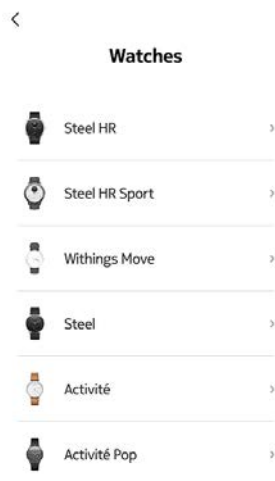 Watches
Steel HR
Steel HR Sport
Withings Move
Steel
Activité
Activité Pop